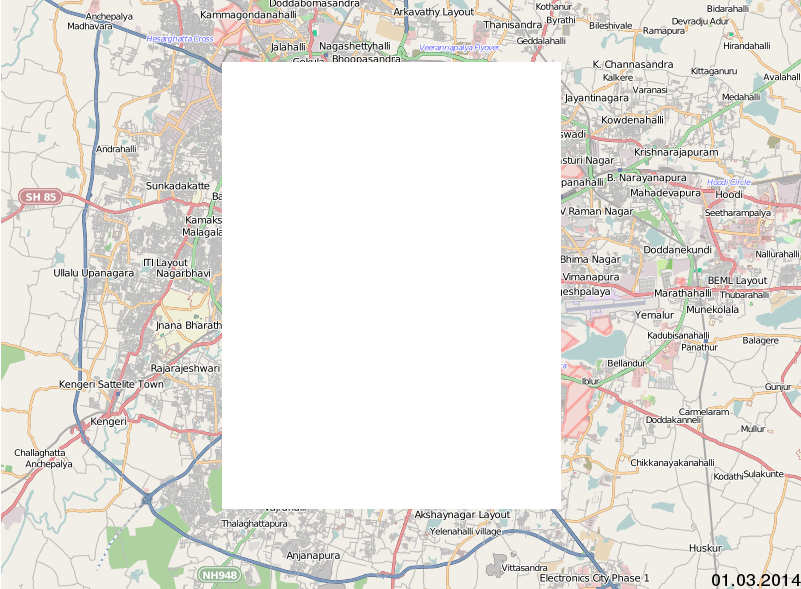 Doddabomasandra
Kothanur
Bidarahalli
Anchepalya
Kammagondanahalli
Arkavathy Layout
Byrathi
Devradju Adur
Madhavara
Thanisandra
Bileshivale
Ramapura
Hesarghatta Cross
Jalahalli
Nagashettyhalli
Veerannapalya Flyover
Geddalahalli
Hirandahalli
Bhoopasandra
K. Channasandra
Kalkere
Kittaganuru
Avalahalli
Varanasi
Jayantinagara
Medahalli
Kowdenahalli
swadi
Andrahalli
Krishnarajapuram
asturi Nagar
Sunkadakatte
panahalli
B. Narayanapura
Hoodi Circle
SH 85
Ba
Mahadevapura
Hoodi
Kamaks
V Raman Nagar
Seetharampalya
Malagala
Doddanekundi
Nallurahalli
ITI Layout
Bhima Nagar
Ullalu Upanagara
Nagarbhavi
Vimanapura
BEML Layout
geshpalaya
Marathahalli
Thubarahalli
Yemalur
Munekolala
Jnana Bharath
Kadubisanahalli
Balagere
Panathur
Rajarajeshwari
Bellandur
Kengeri Sattelite Town
Iblur
Gunjur
Kengeri
Carmelaram
Doddakanneli
Mullur
Challaghatta
Anchepalya
Chikkanayakanahalli
Kodathi
Sulakunte
Akshaynagar Layout
Thalaghattapura
Yelenahalli village
Anjanapura
Huskur
Vittasandra
NH948
Electronics City Phase 1
01.03.2014